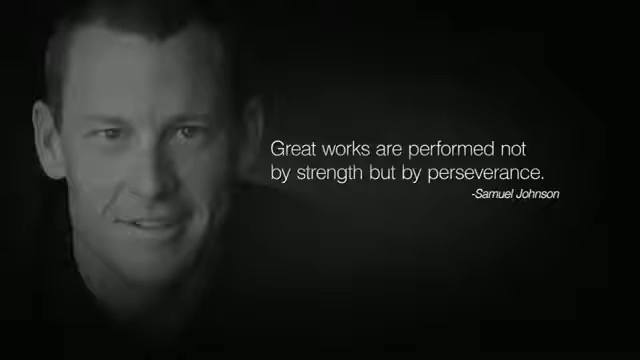 Great works are performed not
by strength but by perseverance.
-Samuel Johnson